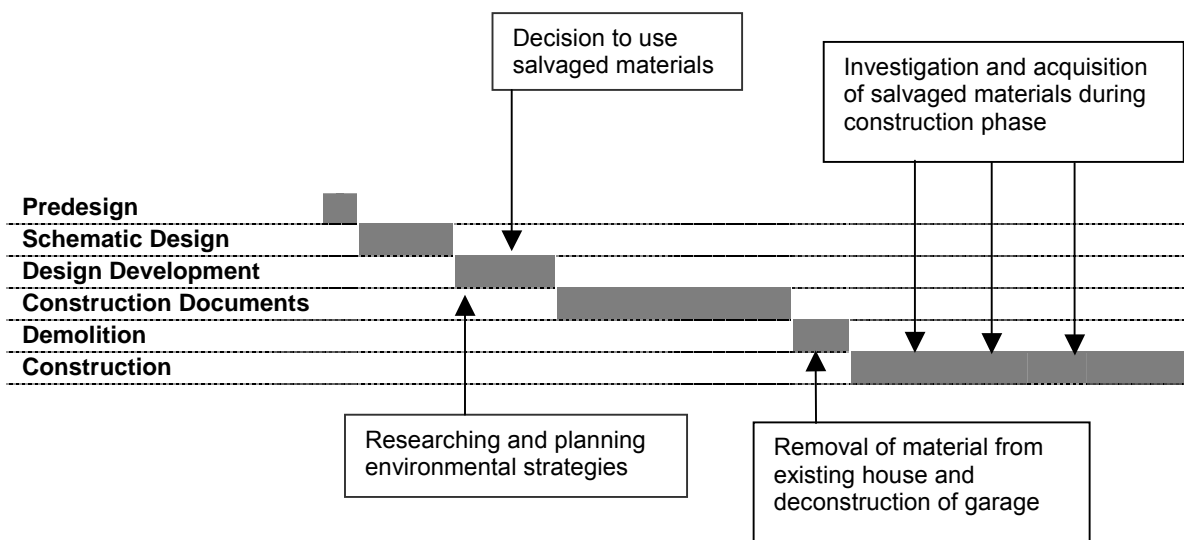 Decision to use
salvaged materials
Investigation and acquisition
of salvaged materials during
construction phase
Predesign
Schematic Design
Design Development
Construction Documents
Demolition
Construction
Researching and planning
environmental strategies
Removal of material from
existing house and
deconstruction of garage